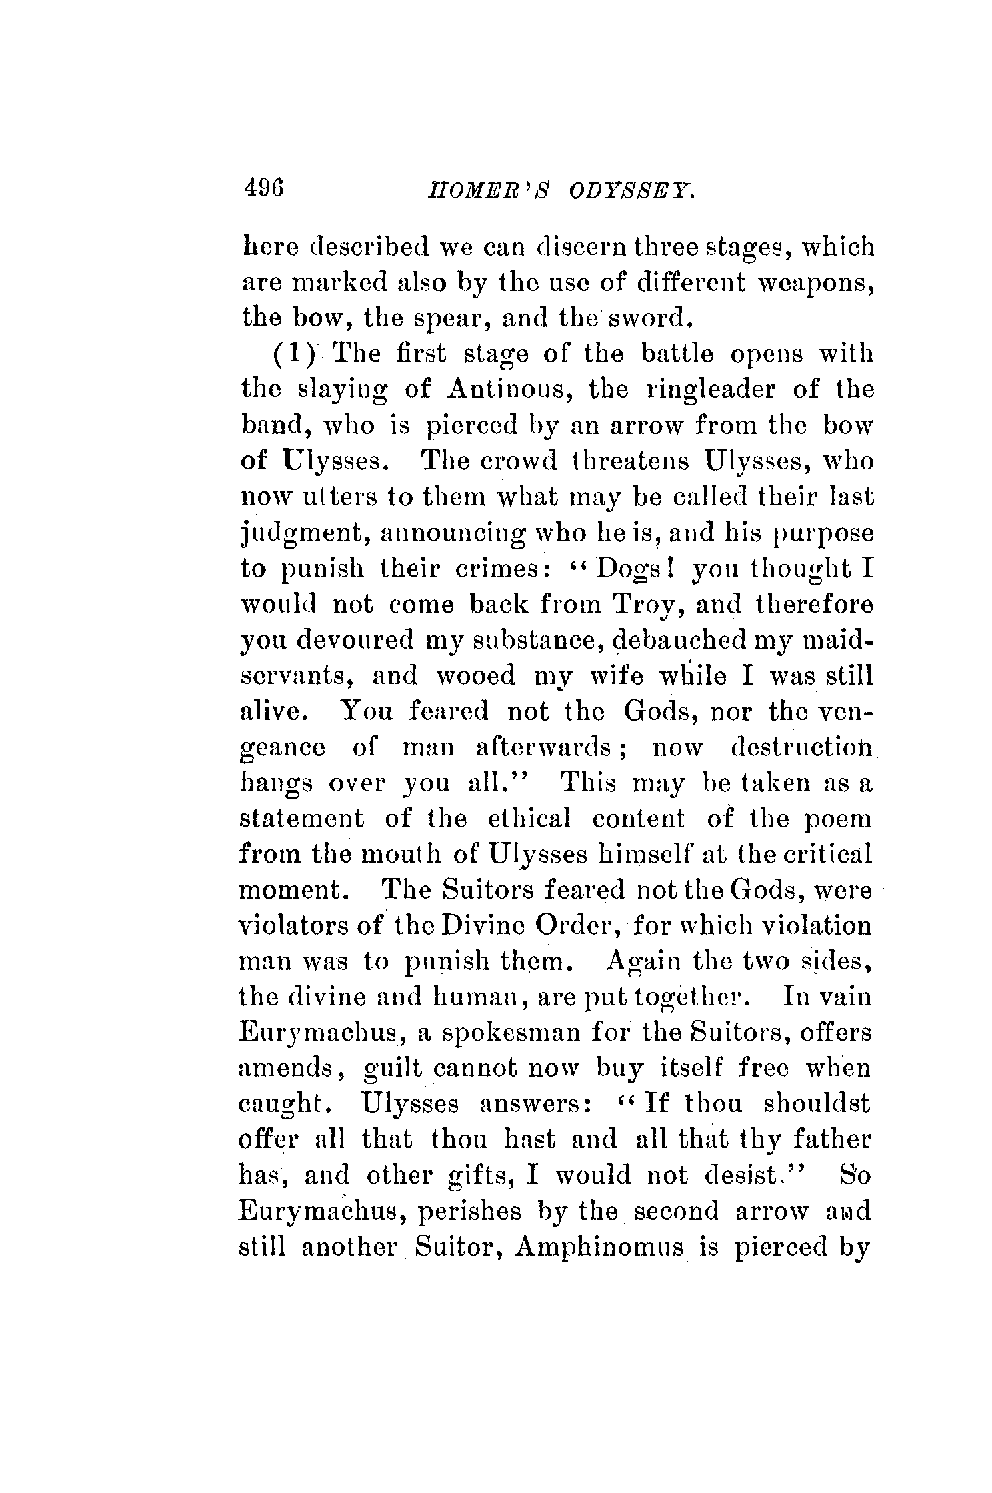 496 HOMER'S ODYSSEY.
here described we can discern three stages, which
are marked also by the use of different weapons,
the bow, the spear, and the sword.
(1) The first stage of the battle opens with
the slaying of Antinous, the ringleader of the
band, who is pierced by an arrow from the bow
of Ulysses. The crowd threatens Ulysses, who
now utters to them what may be called their last
judgment, announcing who he is, and his purpose
to punish their crimes: “Dogs! you thought I
would not come back from Troy, and therefore
you devoured my substance, debauched my maid-
servants, and wooed my wife while I was still
alive. You feared not the Gods, nor the ven-
geance of man afterwards; now destruction
hangs over you all.” This may be taken as a
statement of the ethical content of the poem
from the mouth of Ulysses himself at the critical
moment. The Suitors feared not the Gods, were
violators of the Divine Order, for which violation
man was to punish them. Again the two sides,
the divine and human, are put together. In vain
Eurymachus, a spokesman for the Suitors, offers
amends, guilt cannot now buy itself free when
caught. Ulysses answers: “If thou shouldst
offer all that thou hast and all that thy father
has, and other gifts, I would not desist.” So
Eurymachus, perishes by the second arrow and
still another Suitor, Amphinomus is pierced by